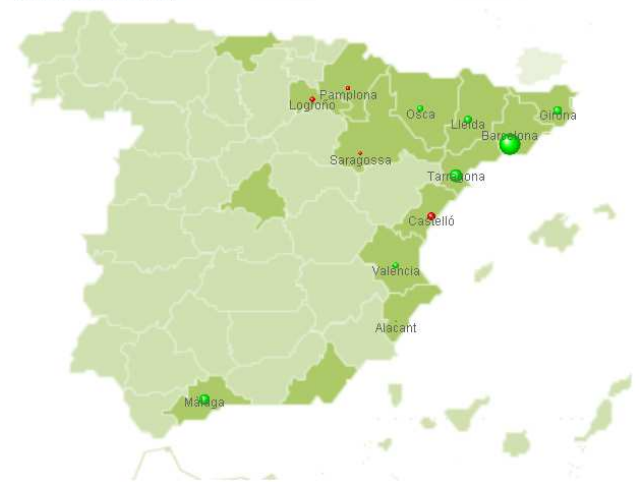 Pamplona
Logroño
Osca
Lleida
Girona
Barcelona
Saragossa
Tarragona
Castelló
València
Alacant
Màlaga